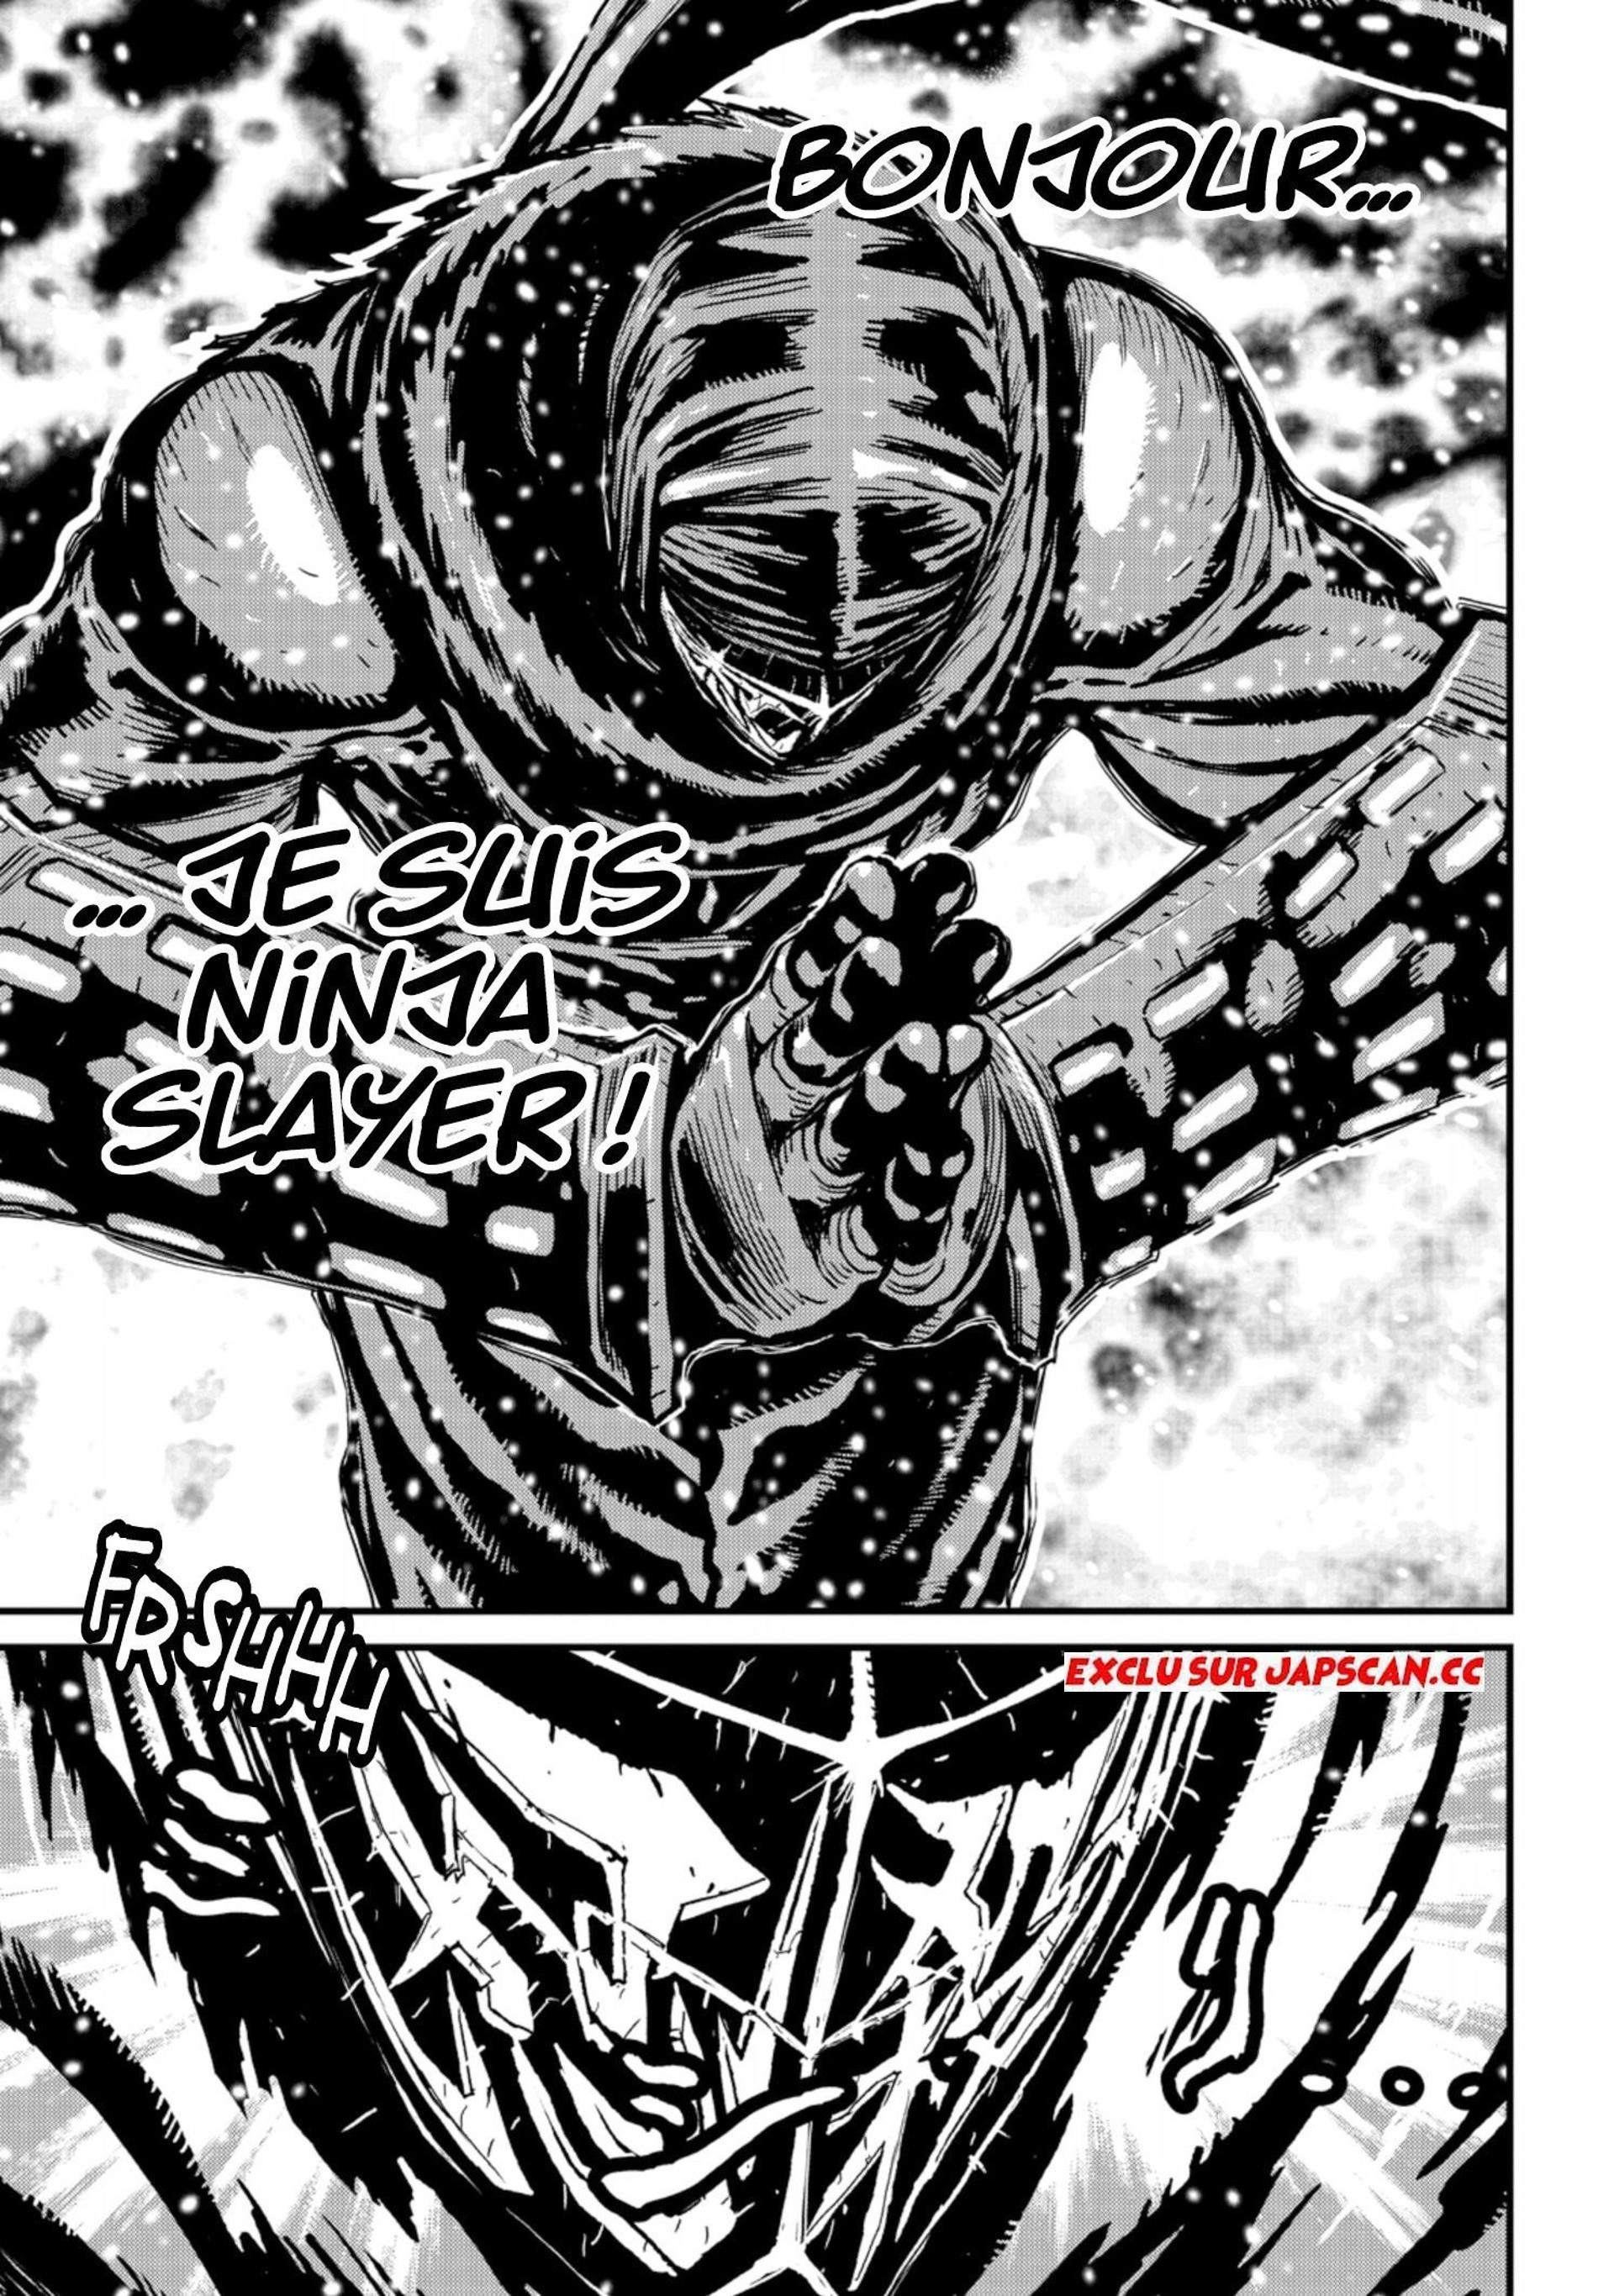 BONJOUR...
... JE SUIS
NINJA
SLAYER !
FRSHHH
EXCLU SUR JAPSCAN.CC